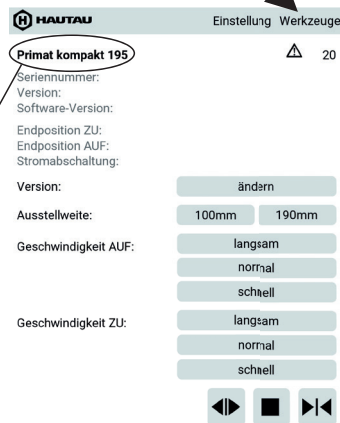 HAUTAU Einstellung Werkzeuge
Primat kompakt 195 20
Seriennummer:
Version:
Software-Version:
Endposition ZU:
Endposition AUF:
Stromabschaltung:
Version: ändern
Ausstellweite: 100mm 190mm
Geschwindigkeit AUF: langsam
normal
schnell
Geschwindigkeit ZU: langsam
normal
schnell